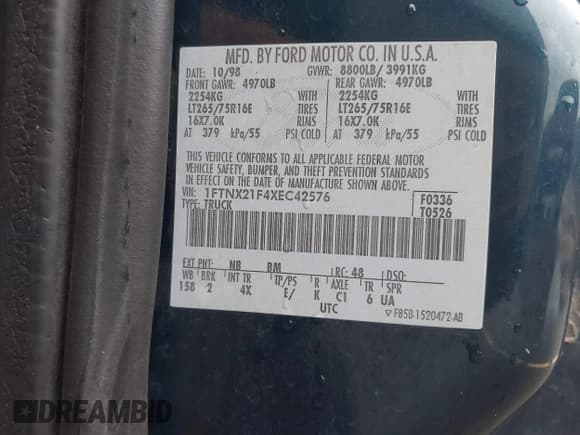 MFD. BY FORD MOTOR CO. IN U.S.A.
DATE: 10/98 GVWR: 8800LB/ 3991KG
FRONT GAWR: 4970LB REAR GAWR: 4970LB
2254KG WITH 2254KG WITH
LT265/75R16E TIRES LT265/75R16E TIRES
16X7.0K RIMS 16X7.0K RIMS
AT 379 kPa/55 PSI COLD AT 379 kPa/55 PSI COLD
THIS VEHICLE CONFORMS TO ALL APPLICABLE FEDERAL MOTOR
VEHICLE SAFETY, BUMPER, AND THEFT PREVENTION STANDARDS
IN EFFECT ON THE DATE OF MANUFACTURE SHOWN ABOVE.
VIN: 1FTNX21F4XEC42576 F0336
TYPE: TRUCK T0526
EXT PNT: NB BM RC: 48 DSO:
WB BRK INT TR TP/PS R AXLE TR SPR
158 2 4X E/ K C1 6 UA
UTC
F85B-1520472-AB
DREAMBID